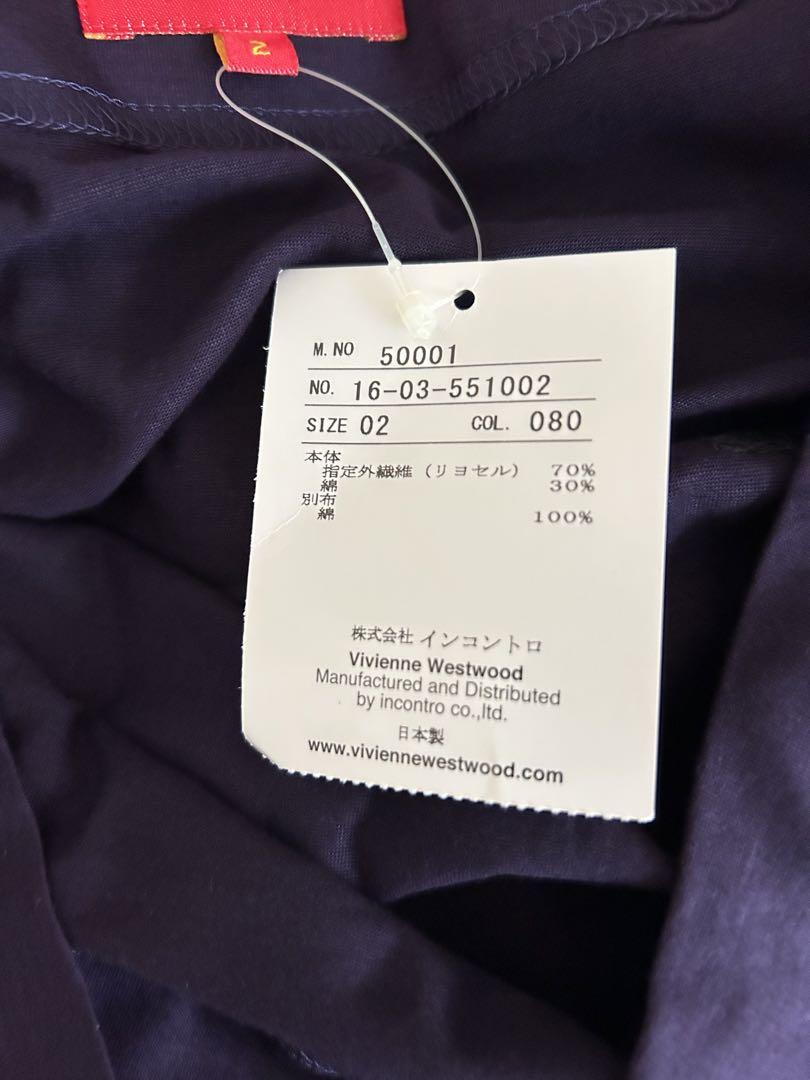 2
M.NO 50001
NO. 16-03-551002
SIZE 02 COL. 080
本体
指定外繊維（リヨセル） 70%
綿 30%
別布
綿 100%
株式会社 インコントロ
Vivienne Westwood
Manufactured and Distributed
by incontro co.,ltd.
日本製
www.viviennewestwood.com